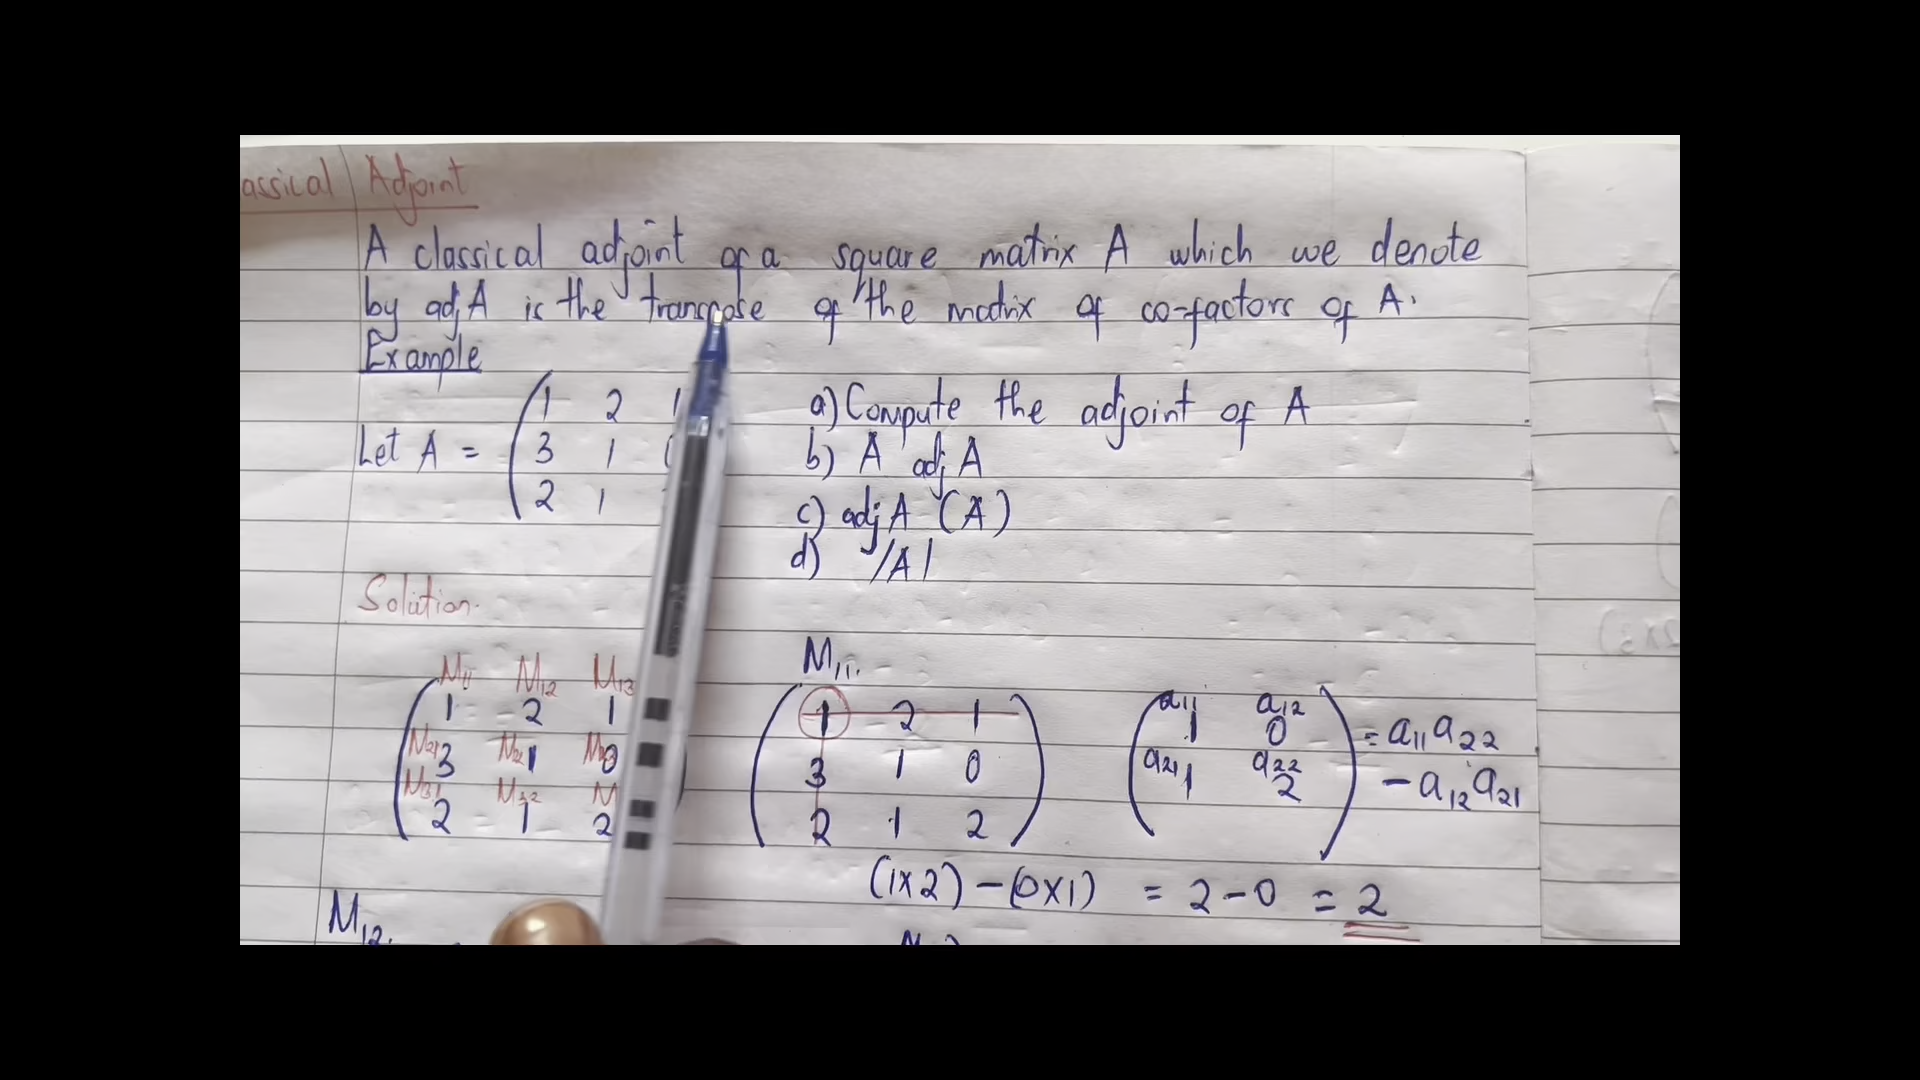 assical Adjoint
A classical adjoint of a square matrix A which we denote
by adjA is the transpose of the matrix of co-factors of A.
Example
1 2 1 a) Compute the adjoint of A
Let A = 3 1 b) A adj A
2 1 c) adj A (A)
d) |A|
Solution.
M11.
M11 M12 M13
1 2 1 1 2 1 a11 a12
1 0 = a11 a22
M21 M22
3 1 0 3 1 0 a21 a22
1 2 - a12 a21
M31 M32 M
2 1 2 2 1 2
(1x2) - (0x1) = 2 - 0 = 2
M12.